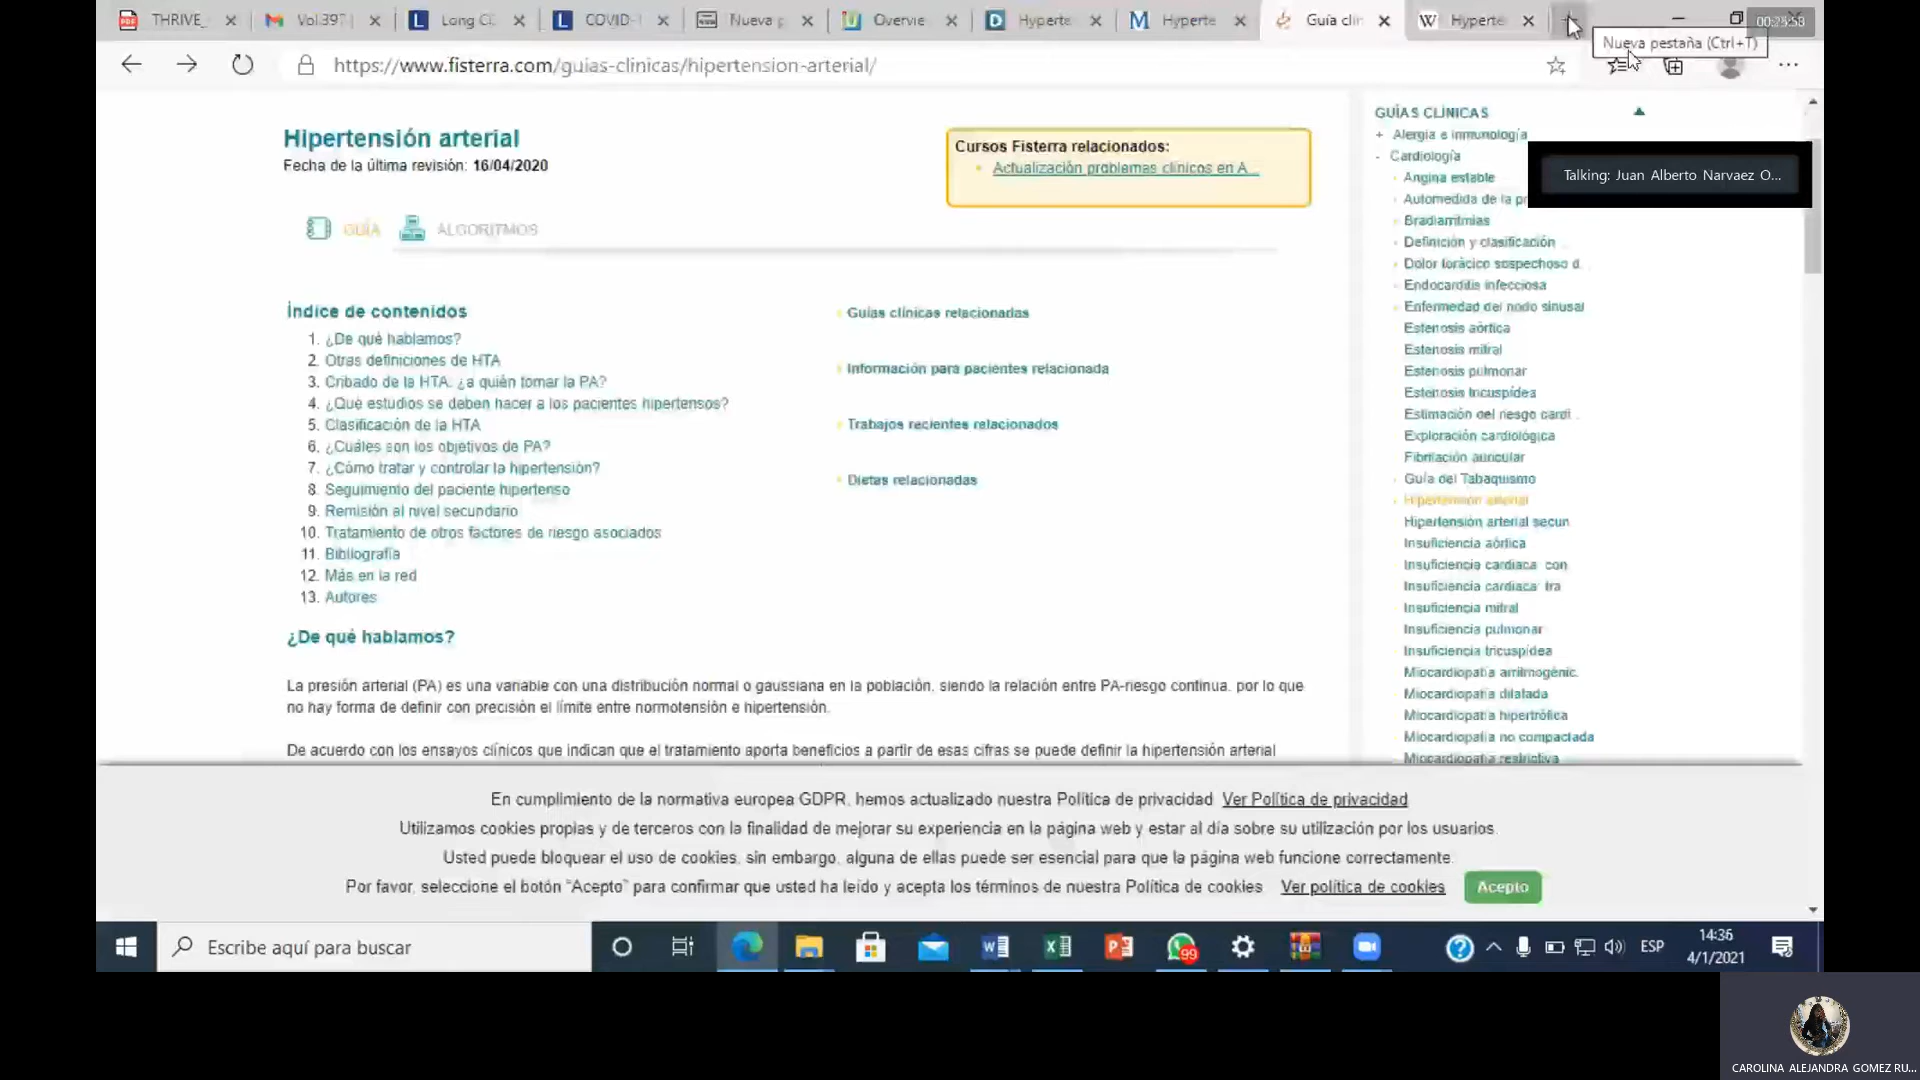 THRIVE_
Vol 397
Long C
COVID-
Nueva p
Overvie
Hyperte
Hyperte
Guía clin
Hyperte
00:25:53
Nueva pestaña (Ctrl+T)
https://www.fisterra.com/guias-clinicas/hipertension-arterial/
Hipertensión arterial
Fecha de la última revisión: 16/04/2020
Cursos Fisterra relacionados:
Actualización problemas clínicos en A...
GUÍA
ALGORITMOS
Índice de contenidos
1. ¿De qué hablamos?
2. Otras definiciones de HTA
3. Cribado de la HTA: ¿a quién tomar la PA?
4. ¿Qué estudios se deben hacer a los pacientes hipertensos?
5. Clasificación de la HTA
6. ¿Cuáles son los objetivos de PA?
7. ¿Cómo tratar y controlar la hipertensión?
8. Seguimiento del paciente hipertenso
9. Remisión al nivel secundario
10. Tratamiento de otros factores de riesgo asociados
11. Bibliografía
12. Más en la red
13. Autores
Guías clínicas relacionadas
Información para pacientes relacionada
Trabajos recientes relacionados
Dietas relacionadas
¿De qué hablamos?
La presión arterial (PA) es una variable con una distribución normal o gaussiana en la población, siendo la relación entre PA-riesgo continua, por lo que
no hay forma de definir con precisión el límite entre normotensión e hipertensión.
De acuerdo con los ensayos clínicos que indican que el tratamiento aporta beneficios a partir de esas cifras se puede definir la hipertensión arterial
GUÍAS CLÍNICAS
+ Alergia e inmunología
- Cardiología
Angina estable
Automedida de la pr
Bradiarritmias
Definición y clasificación
Dolor torácico sospechoso d
Endocarditis infecciosa
Enfermedad del nodo sinusal
Estenosis aórtica
Estenosis mitral
Estenosis pulmonar
Estenosis tricuspídea
Estimación del riesgo cardi
Exploración cardiológica
Fibrilación auricular
Guía del Tabaquismo
Hipertensión arterial
Hipertensión arterial secun
Insuficiencia aórtica
Insuficiencia cardiaca: con
Insuficiencia cardiaca: tra
Insuficiencia mitral
Insuficiencia pulmonar
Insuficiencia tricuspídea
Miocardiopatía arritmogénic.
Miocardiopatía dilatada
Miocardiopatía hipertrófica
Miocardiopatía no compactada
Miocardiopatía restrictiva
Talking: Juan Alberto Narvaez O...
En cumplimiento de la normativa europea GDPR, hemos actualizado nuestra Política de privacidad Ver Política de privacidad
Utilizamos cookies propias y de terceros con la finalidad de mejorar su experiencia en la página web y estar al día sobre su utilización por los usuarios
Usted puede bloquear el uso de cookies, sin embargo, alguna de ellas puede ser esencial para que la página web funcione correctamente.
Por favor, seleccione el botón "Acepto" para confirmar que usted ha leído y acepta los términos de nuestra Política de cookies Ver política de cookies
Acepto
Escribe aquí para buscar
99
ESP
14:36
4/1/2021
CAROLINA ALEJANDRA GOMEZ RU...